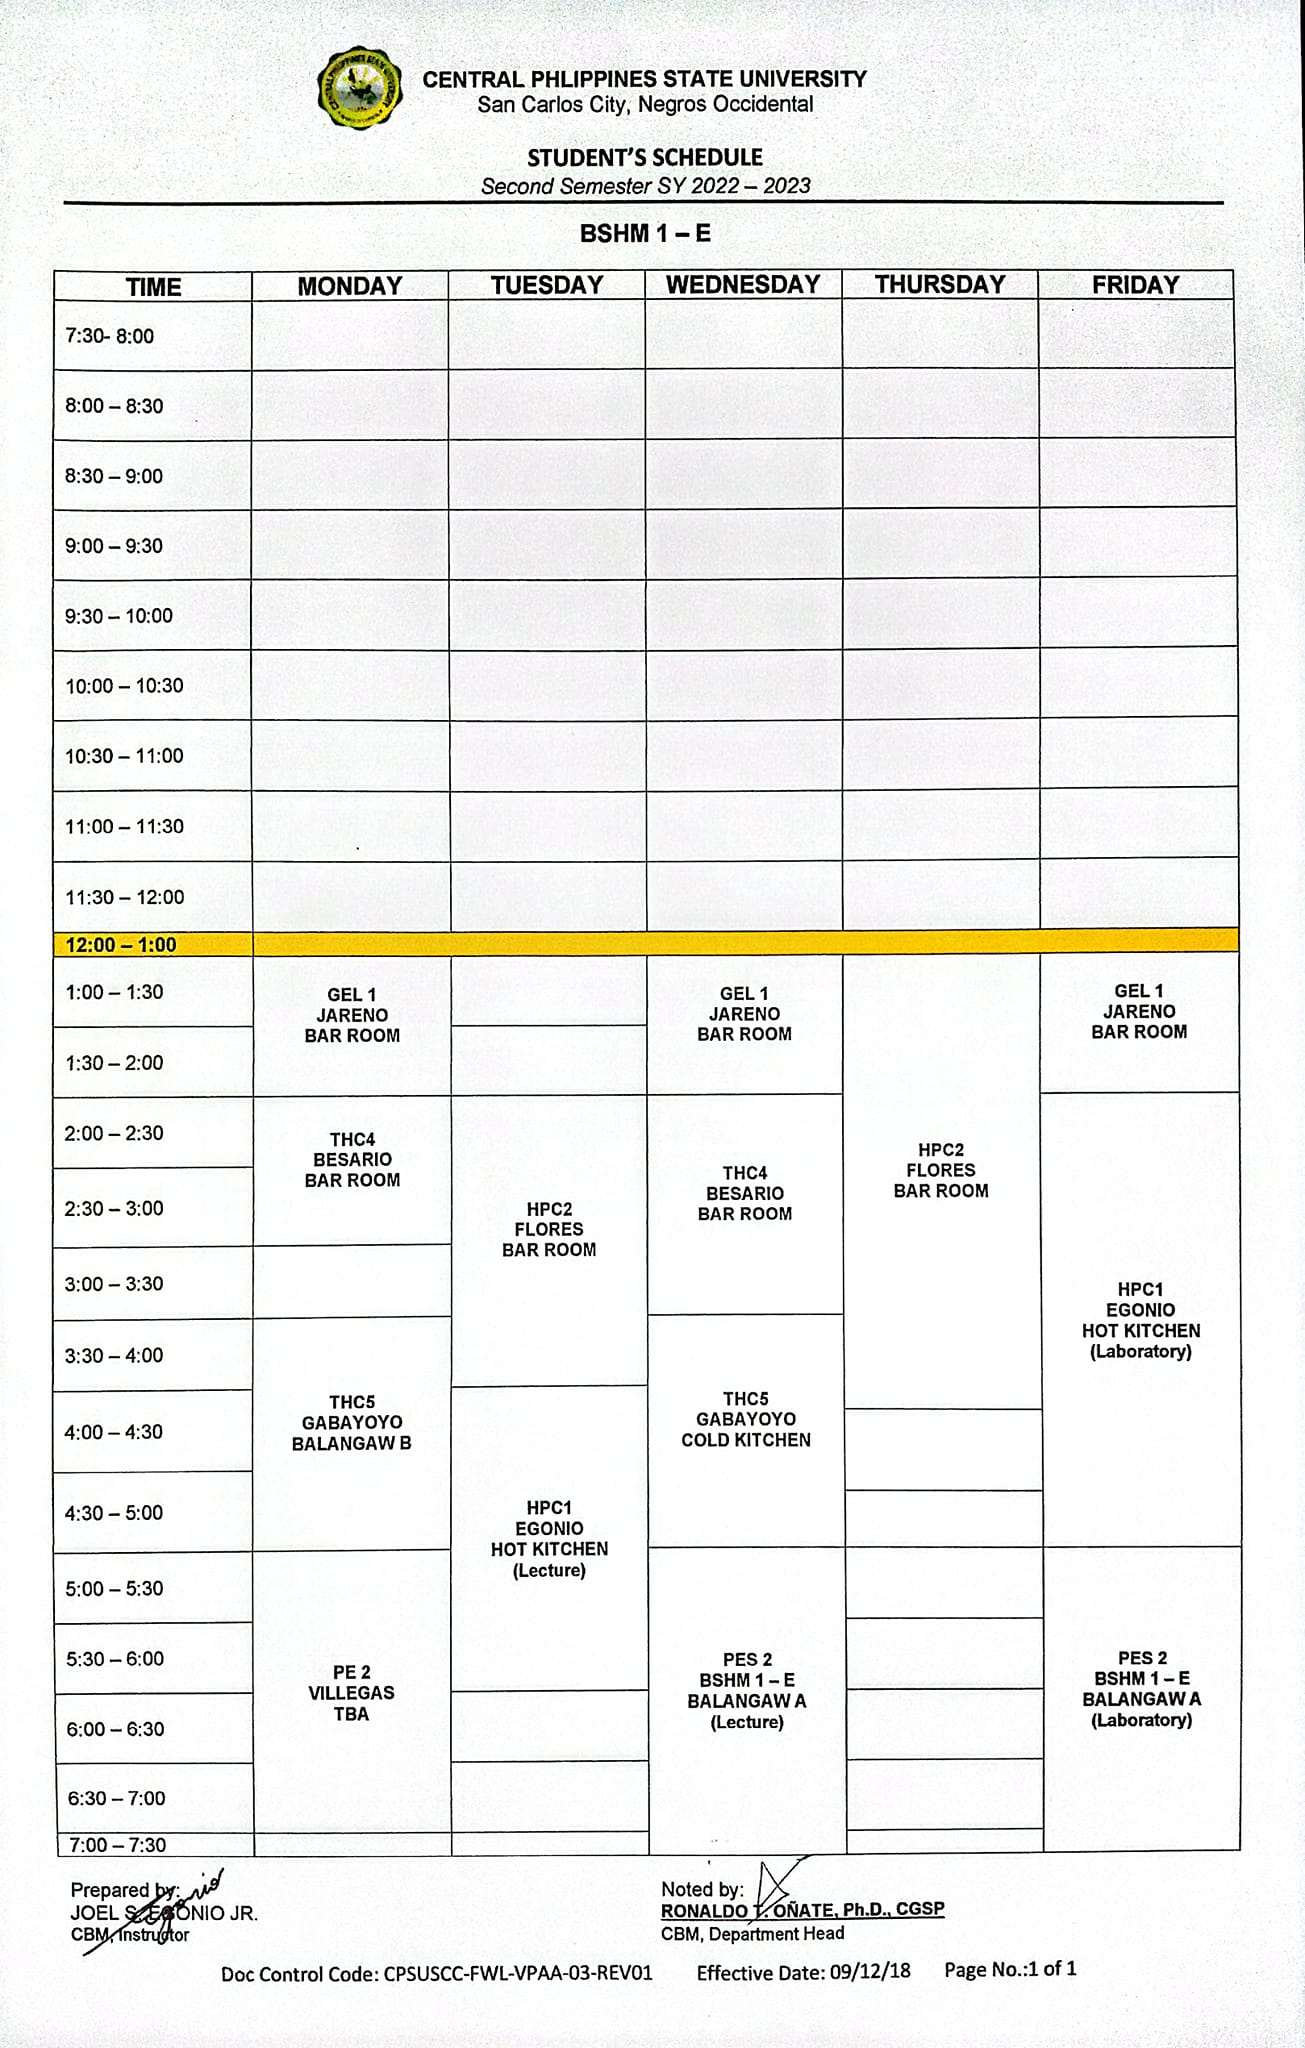 CENTRAL PHLIPPINES STATE UNIVERSITY
San Carlos City, Negros Occidental
STUDENT'S SCHEDULE
Second Semester SY 2022 – 2023
BSHM 1 – E
TIME MONDAY TUESDAY WEDNESDAY THURSDAY FRIDAY
7:30- 8:00
8:00 – 8:30
8:30 – 9:00
9:00 – 9:30
9:30 – 10:00
10:00 – 10:30
10:30 – 11:00
11:00 – 11:30
11:30 – 12:00
12:00 – 1:00
1:00 – 1:30
1:30 – 2:00
2:00 – 2:30
2:30 – 3:00
3:00 – 3:30
3:30 – 4:00
4:00 – 4:30
4:30 – 5:00
5:00 – 5:30
5:30 – 6:00
6:00 – 6:30
6:30 – 7:00
7:00 – 7:30
GEL 1
JARENO
BAR ROOM
THC4
BESARIO
BAR ROOM
THC5
GABAYOYO
BALANGAW B
PE 2
VILLEGAS
TBA
HPC2
FLORES
BAR ROOM
HPC1
EGONIO
HOT KITCHEN
(Lecture)
GEL 1
JARENO
BAR ROOM
THC4
BESARIO
BAR ROOM
THC5
GABAYOYO
COLD KITCHEN
PES 2
BSHM 1 – E
BALANGAW A
(Lecture)
HPC2
FLORES
BAR ROOM
GEL 1
JARENO
BAR ROOM
HPC1
EGONIO
HOT KITCHEN
(Laboratory)
PES 2
BSHM 1 – E
BALANGAW A
(Laboratory)
Prepared by:
JOEL S. EGONIO JR.
CBM, Instructor
Noted by:
RONALDO T. OÑATE, Ph.D., CGSP
CBM, Department Head
Doc Control Code: CPSUSCC-FWL-VPAA-03-REV01 Effective Date: 09/12/18 Page No.:1 of 1